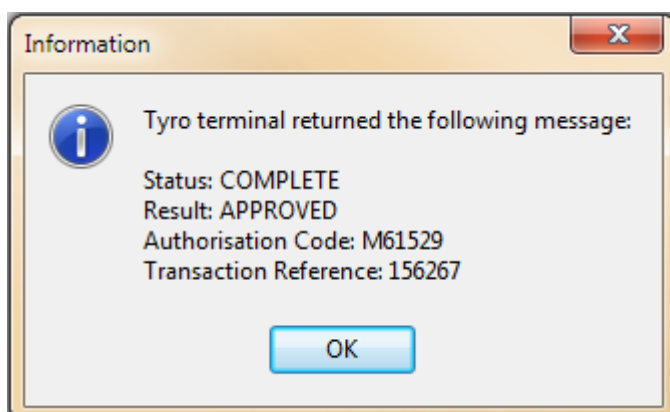 Information
Tyro terminal returned the following message:
Status: COMPLETE
Result: APPROVED
Authorisation Code: M61529
Transaction Reference: 156267
OK